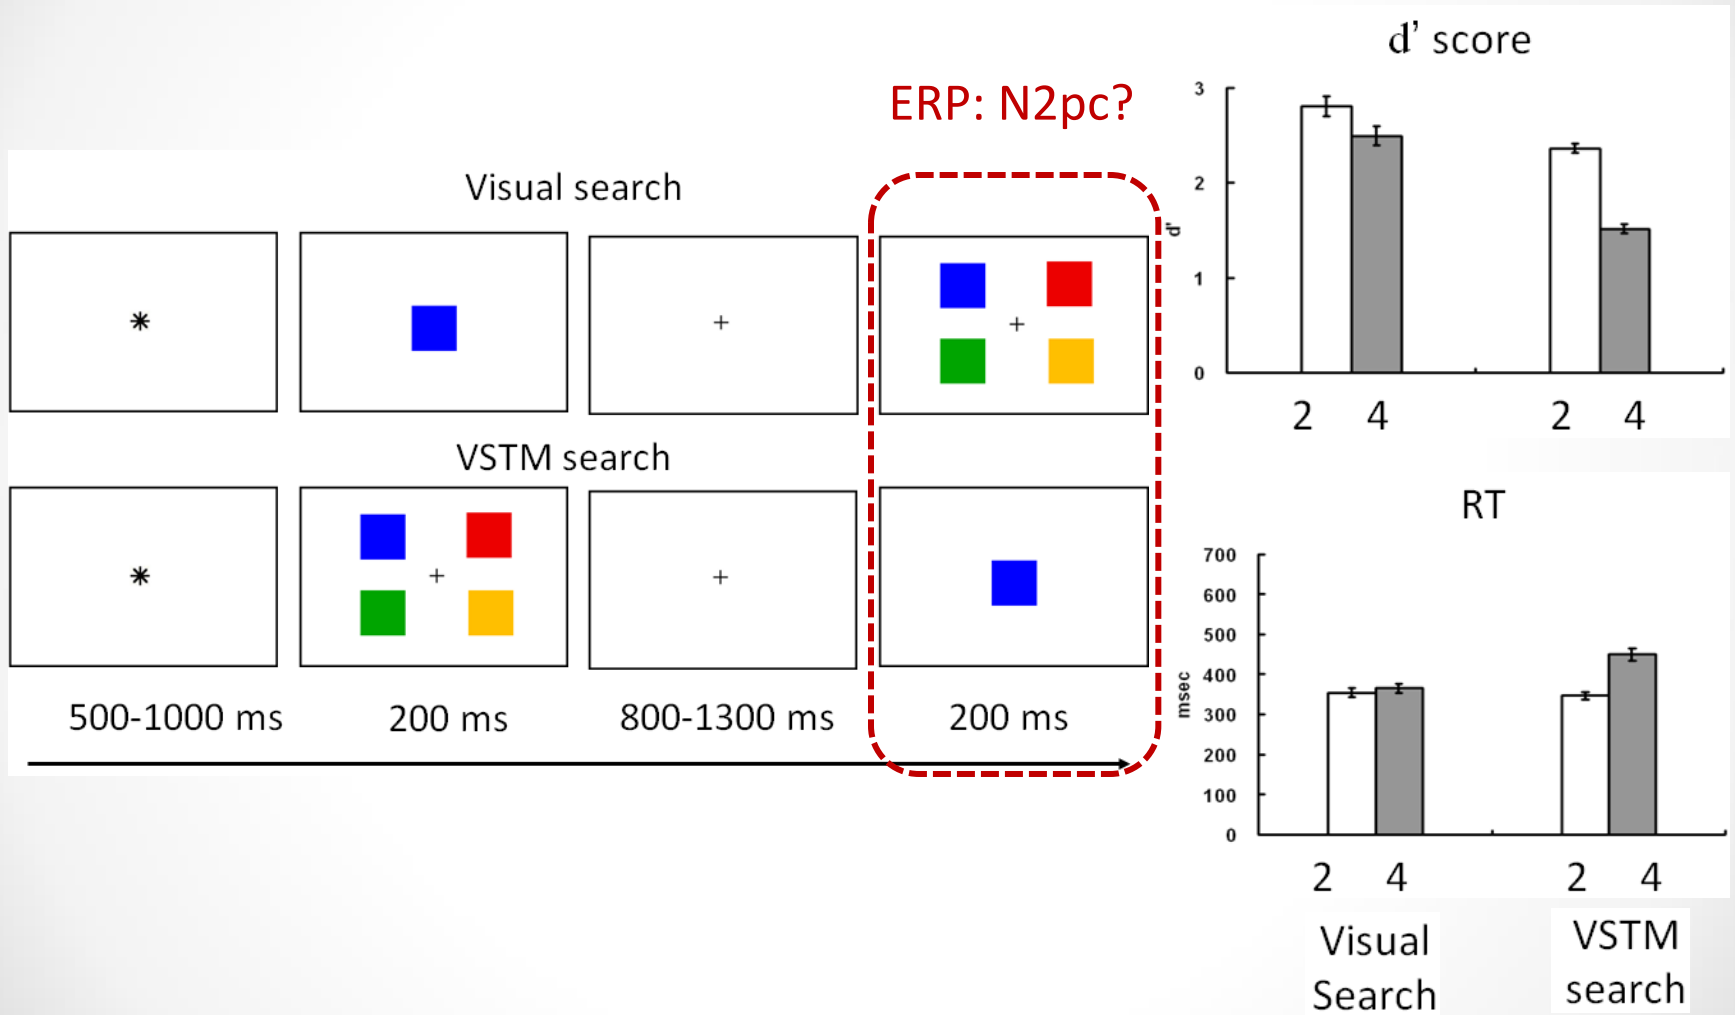 ERP: N2pc?
Visual search
VSTM search
500-1000 ms
200 ms
800-1300 ms
200 ms
d’ score
3
2
1
0
d'
2 4 2 4
RT
700
600
500
400
300
200
100
0
msec
2 4 2 4
Visual
Search
VSTM
search